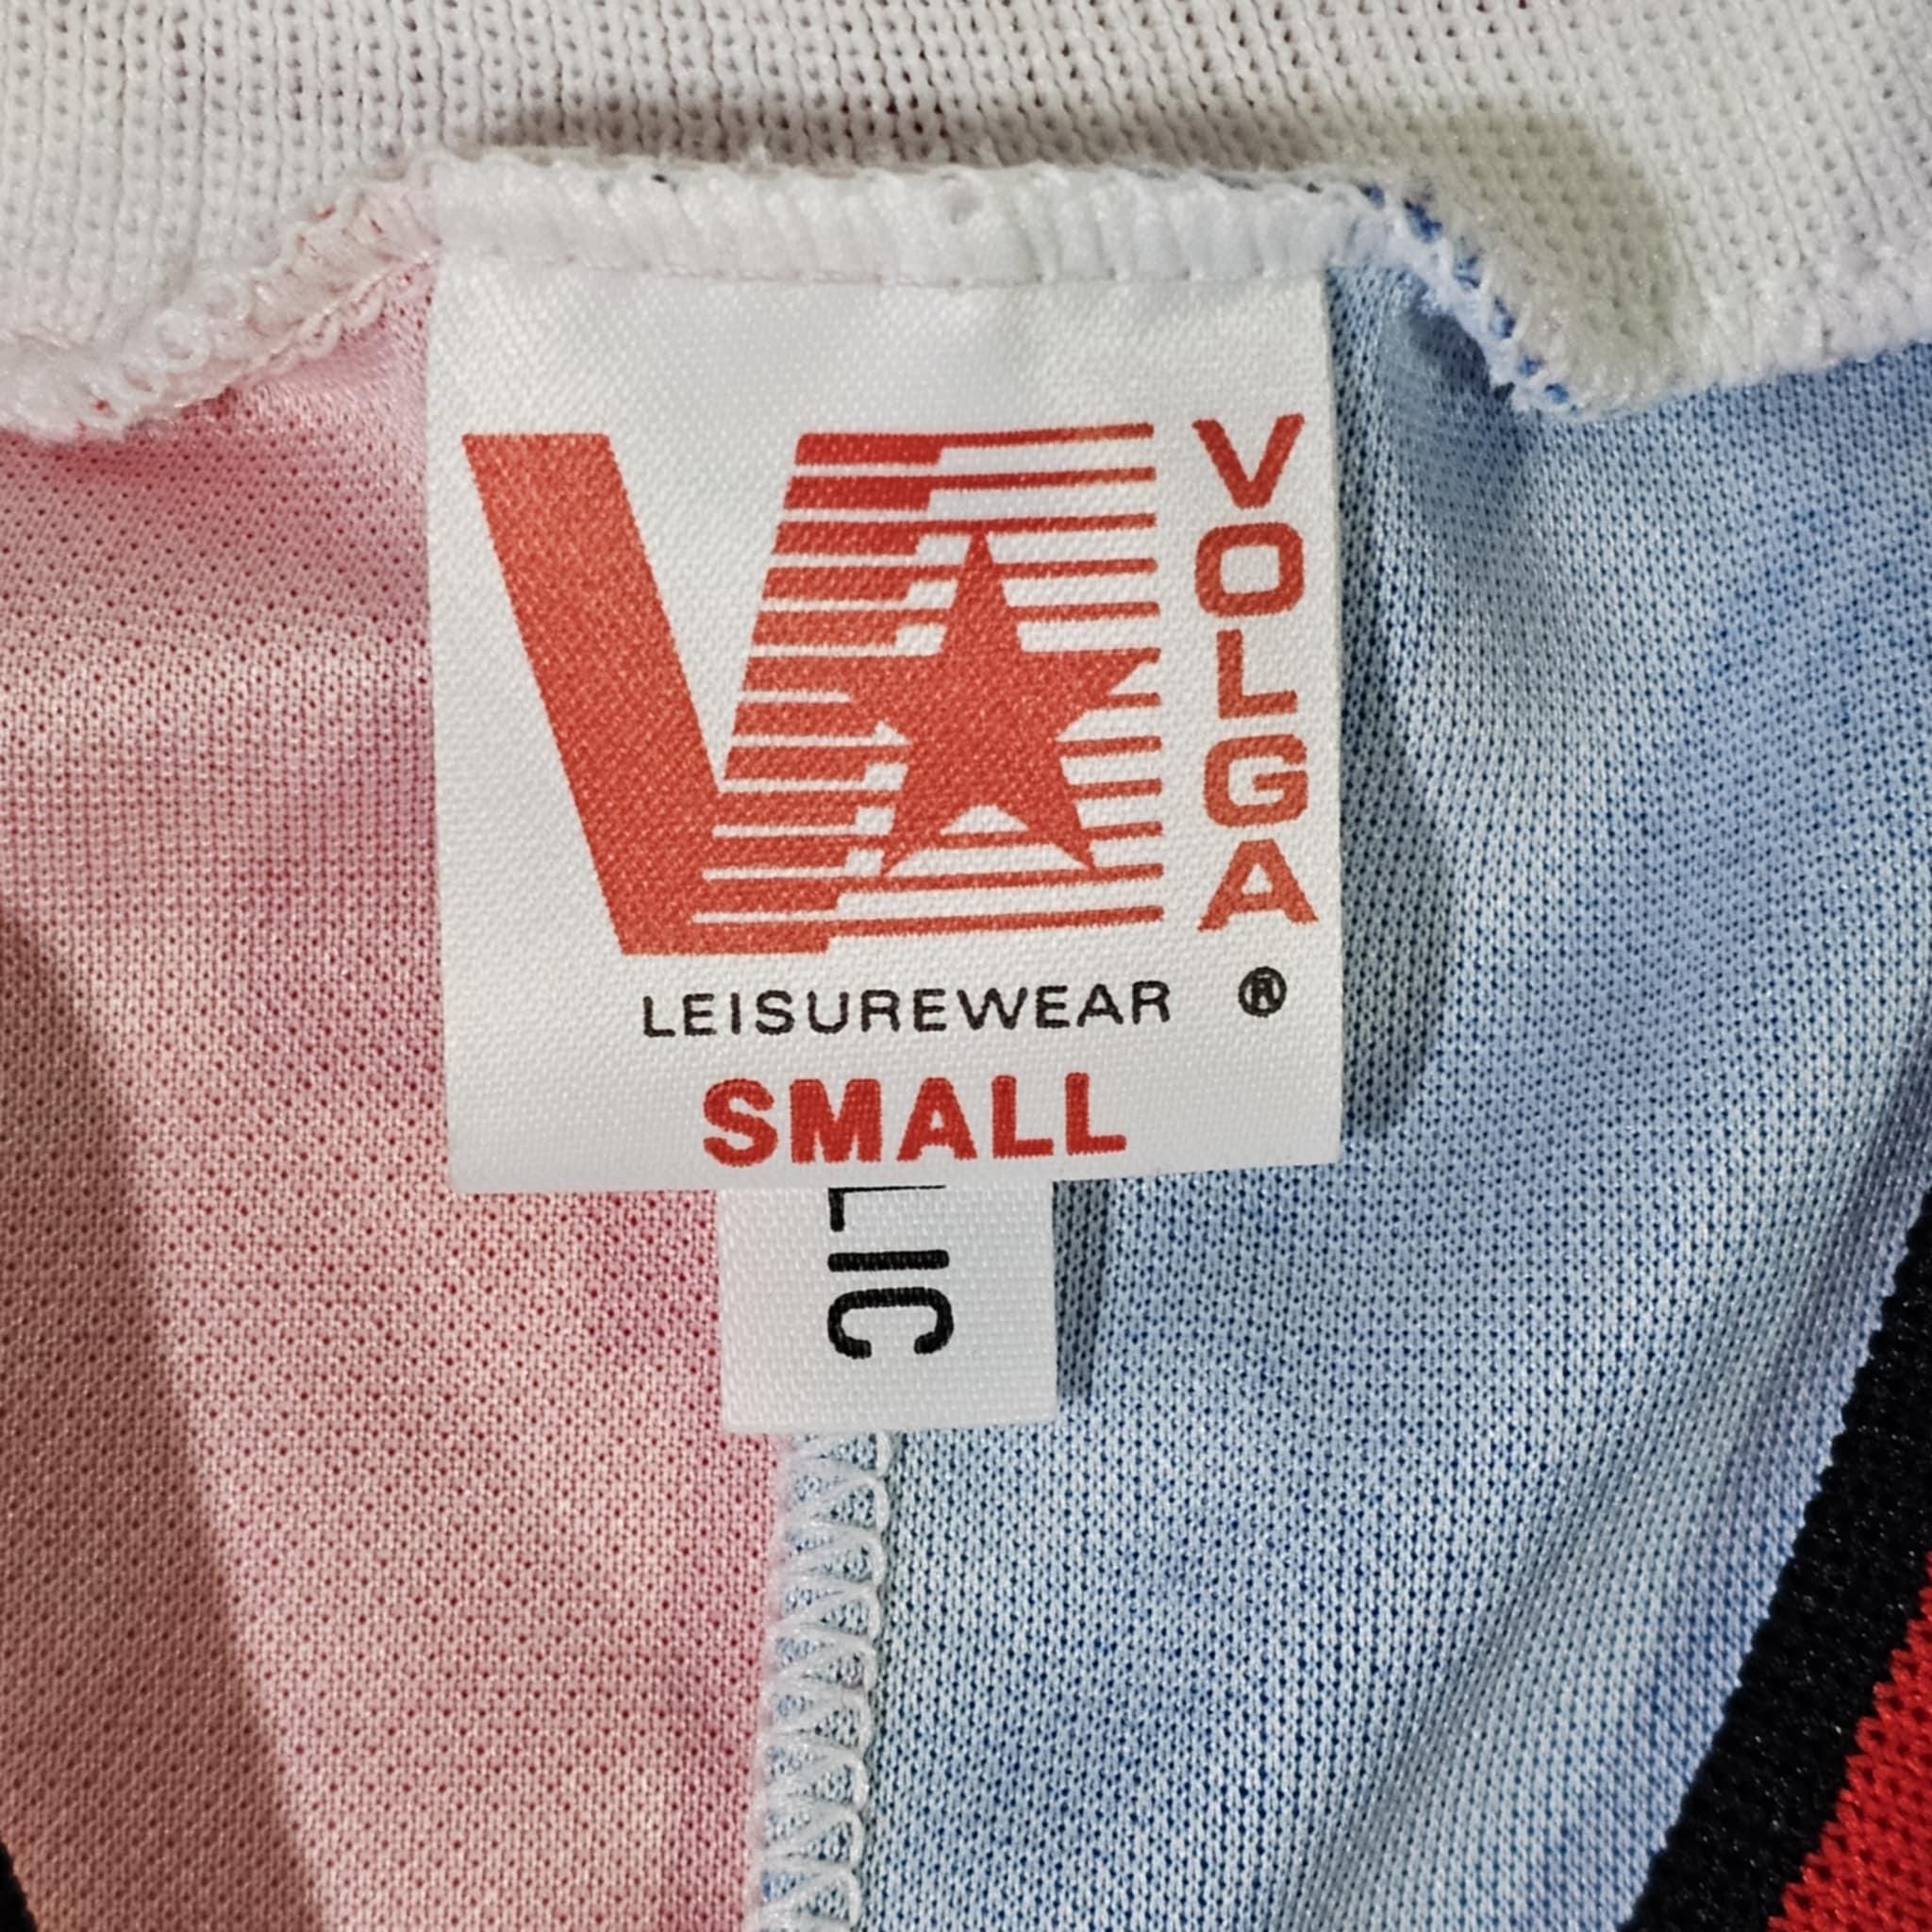 VOLGA
LEISUREWEAR ®
SMALL
LIC